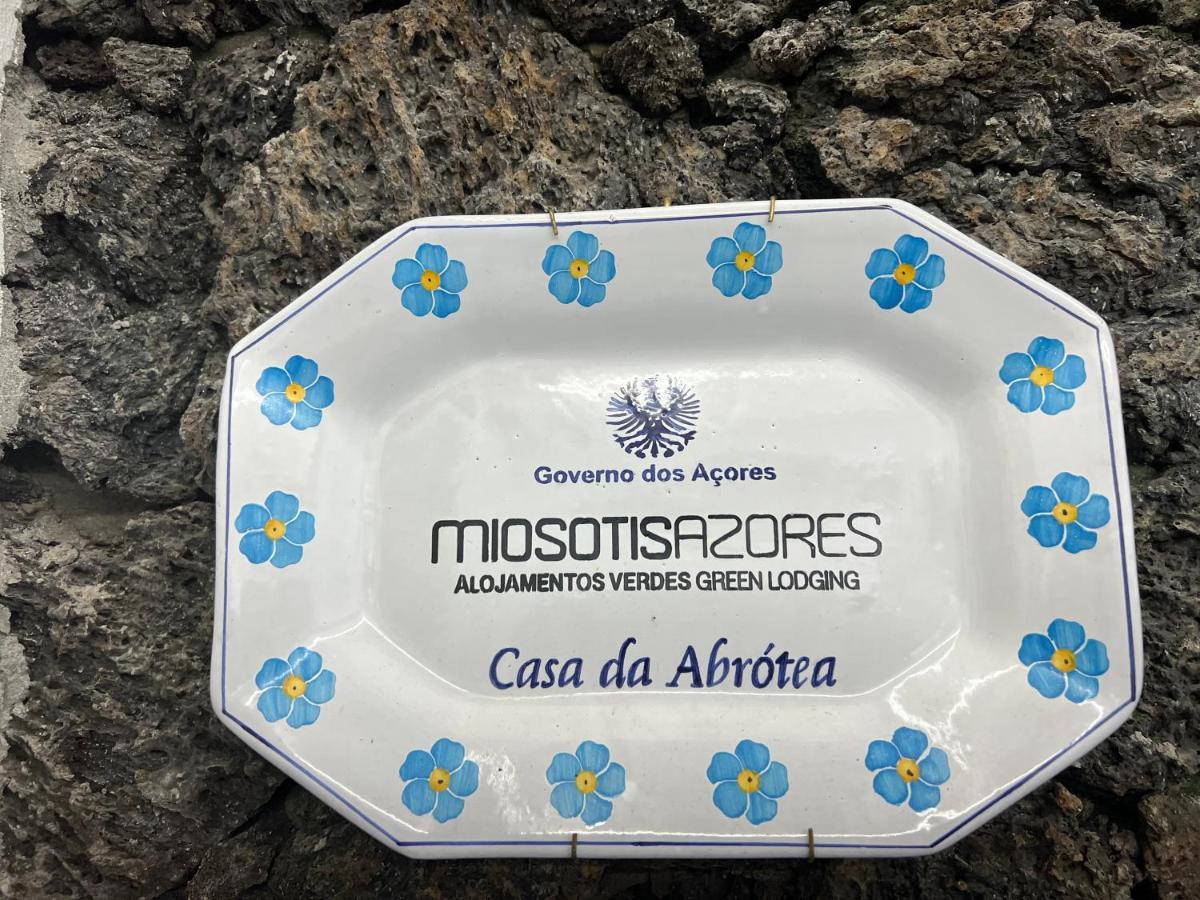 Governo dos Açores
MIOSOTISAZORES
ALOJAMENTOS VERDES GREEN LODGING
Casa da Abrótea